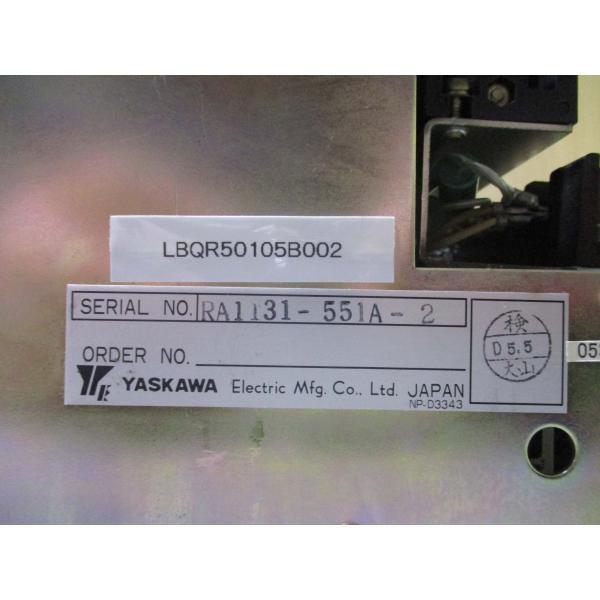 LBQR50105B002
SERIAL NO. RA1131-551A-2
ORDER NO.
YASKAWA Electric Mfg. Co., Ltd. JAPAN
NP-D3343
検
D5.5
犬山
05